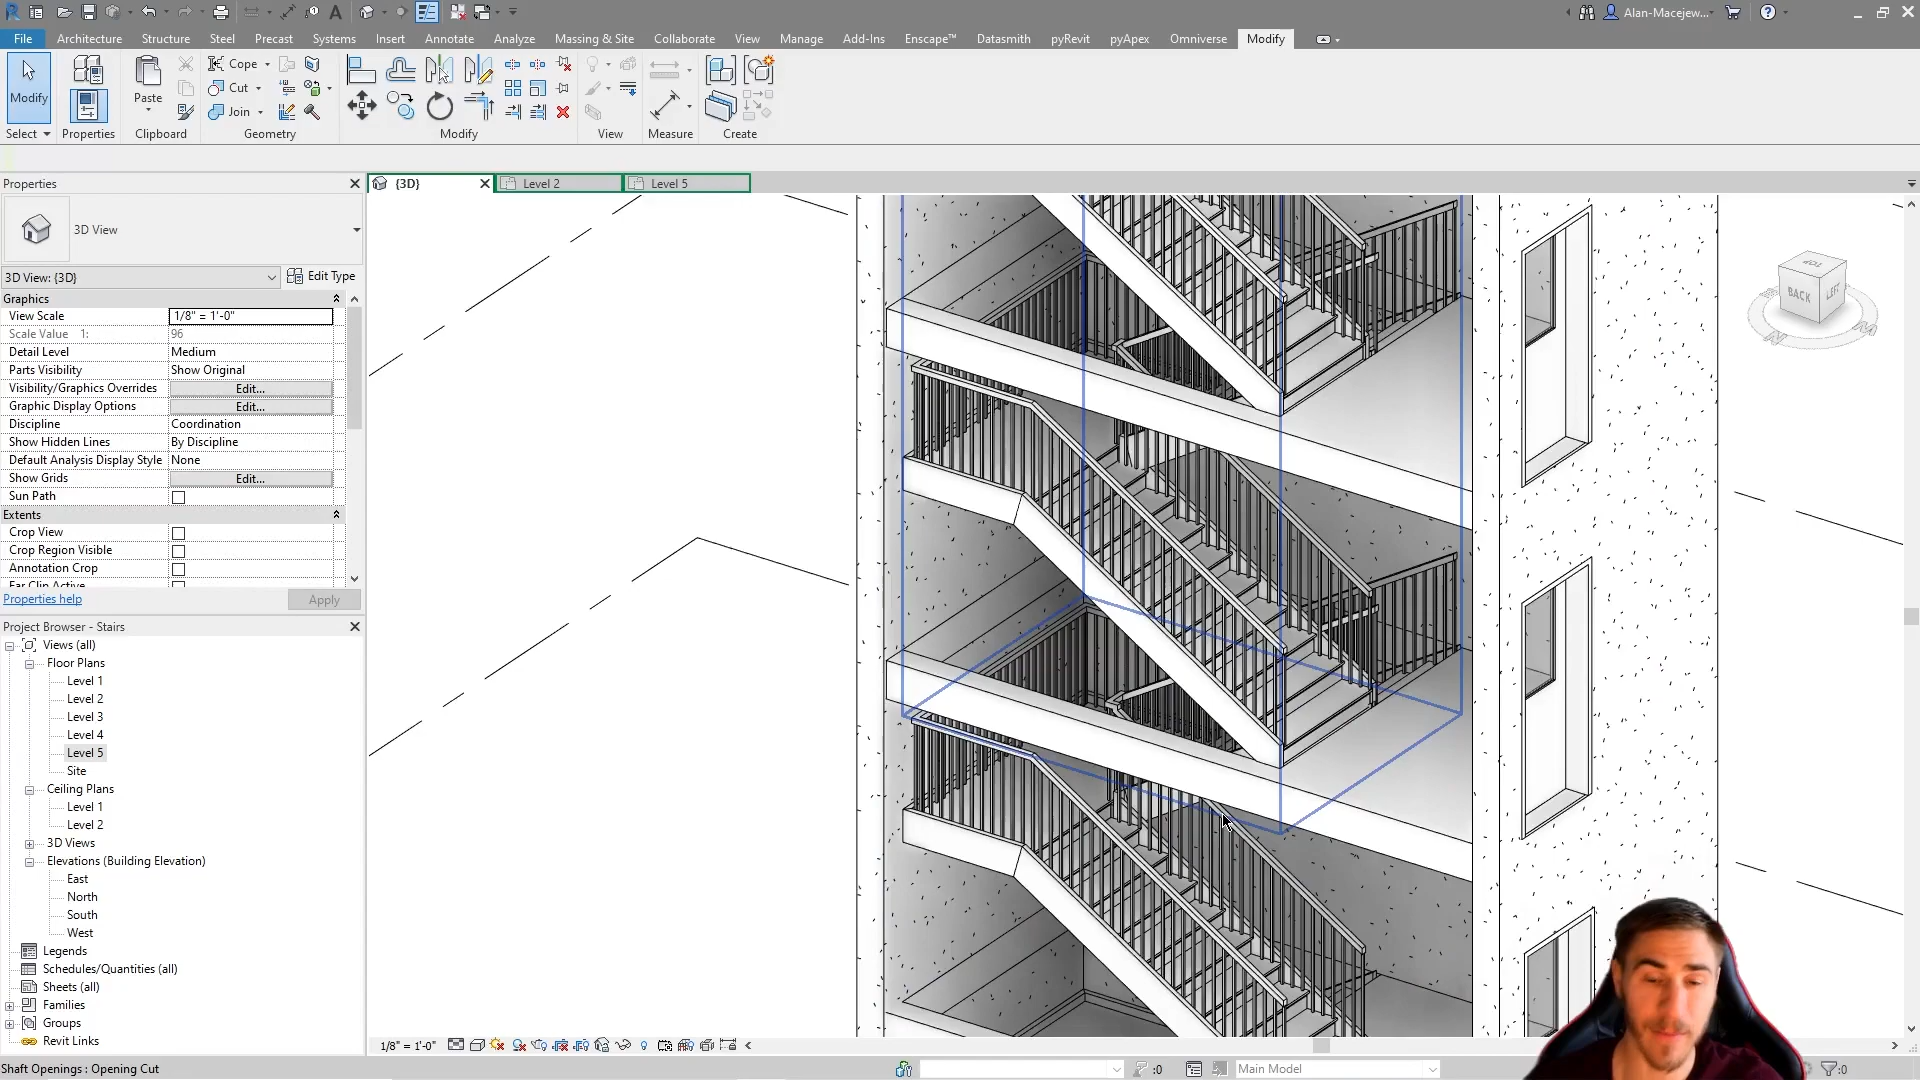 Alan-Macejew...
File Architecture Structure Steel Precast Systems Insert Annotate Analyze Massing & Site Collaborate View Manage Add-Ins Enscape™ Datasmith pyRevit pyApex Omniverse Modify
Modify
Paste
Cope
Cut
Join
Select Properties Clipboard Geometry Modify View Measure Create
Properties
{3D} Level 2 Level 5
3D View
3D View: {3D} Edit Type
Graphics
View Scale 1/8" = 1'-0"
Scale Value 1: 96
Detail Level Medium
Parts Visibility Show Original
Visibility/Graphics Overrides Edit...
Graphic Display Options Edit...
Discipline Coordination
Show Hidden Lines By Discipline
Default Analysis Display Style None
Show Grids Edit...
Sun Path
Extents
Crop View
Crop Region Visible
Annotation Crop
Far Clip Active
Properties help Apply
Project Browser - Stairs
Views (all)
Floor Plans
Level 1
Level 2
Level 3
Level 4
Level 5
Site
Ceiling Plans
Level 1
Level 2
3D Views
Elevations (Building Elevation)
East
North
South
West
Legends
Schedules/Quantities (all)
Sheets (all)
Families
Groups
Revit Links
TOP
BACK
LEFT
1/8" = 1'-0"
Shaft Openings : Opening Cut
:0
Main Model
:0